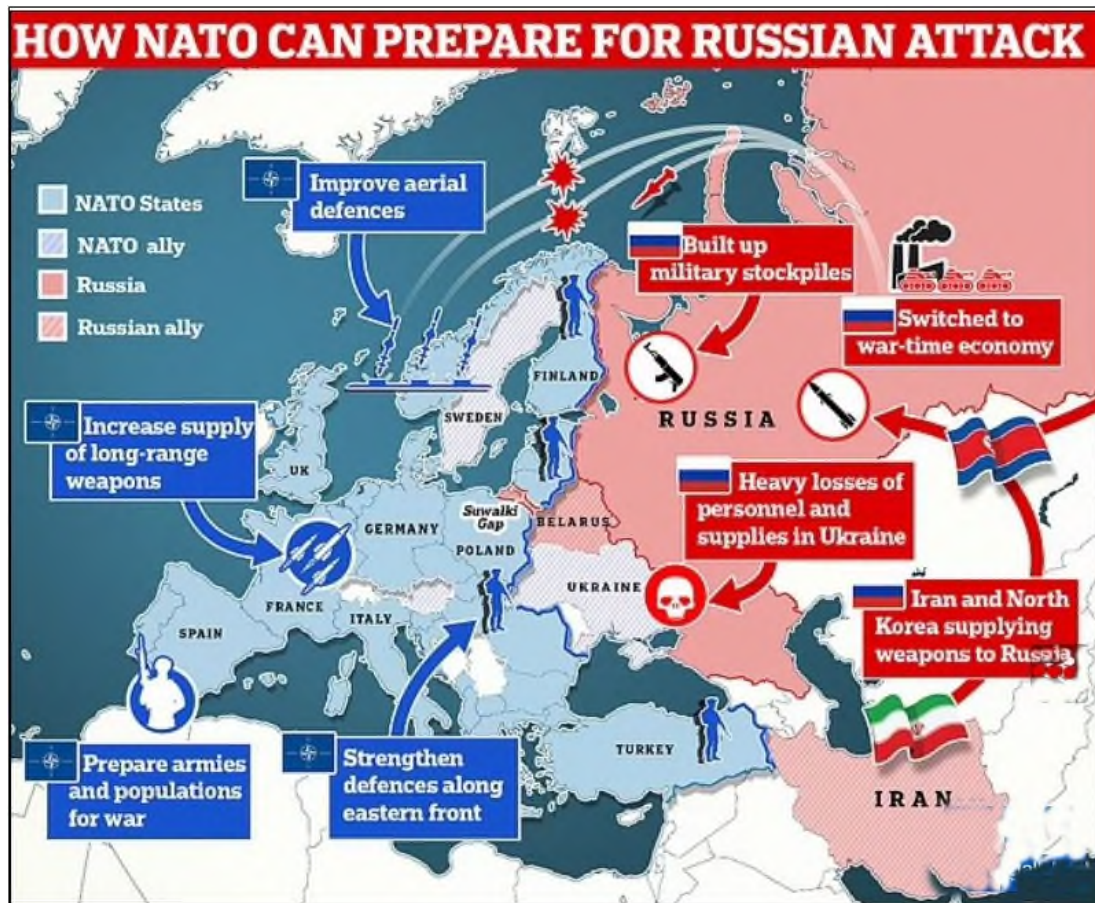 HOW NATO CAN PREPARE FOR RUSSIAN ATTACK
Improve aerial
defences
NATO States
NATO ally
Russia
Russian ally
Built up
military stockpiles
Switched to
war-time economy
FINLAND
SWEDEN
RUSSIA
Increase supply
of long-range
weapons
UK
Heavy losses of
personnel and
supplies in Ukraine
GERMANY
Suwalki
Gap
BELARUS
POLAND
UKRAINE
FRANCE
ITALY
SPAIN
Iran and North
Korea supplying
weapons to Russia
Prepare armies
and populations
for war
Strengthen
defences along
eastern front
TURKEY
IRAN